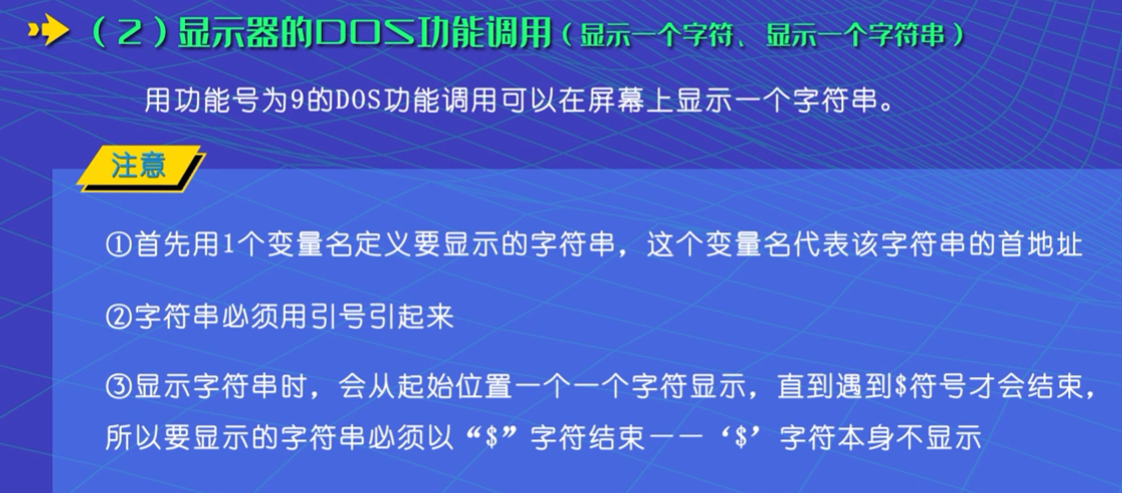 （2）显示器的DOS功能调用（显示一个字符、显示一个字符串）
用功能号为9的DOS功能调用可以在屏幕上显示一个字符串。
注意
①首先用1个变量名定义要显示的字符串，这个变量名代表该字符串的首地址
②字符串必须用引号引起来
③显示字符串时，会从起始位置一个一个字符显示，直到遇到$符号才会结束，
所以要显示的字符串必须以“$”字符结束——‘$’字符本身不显示